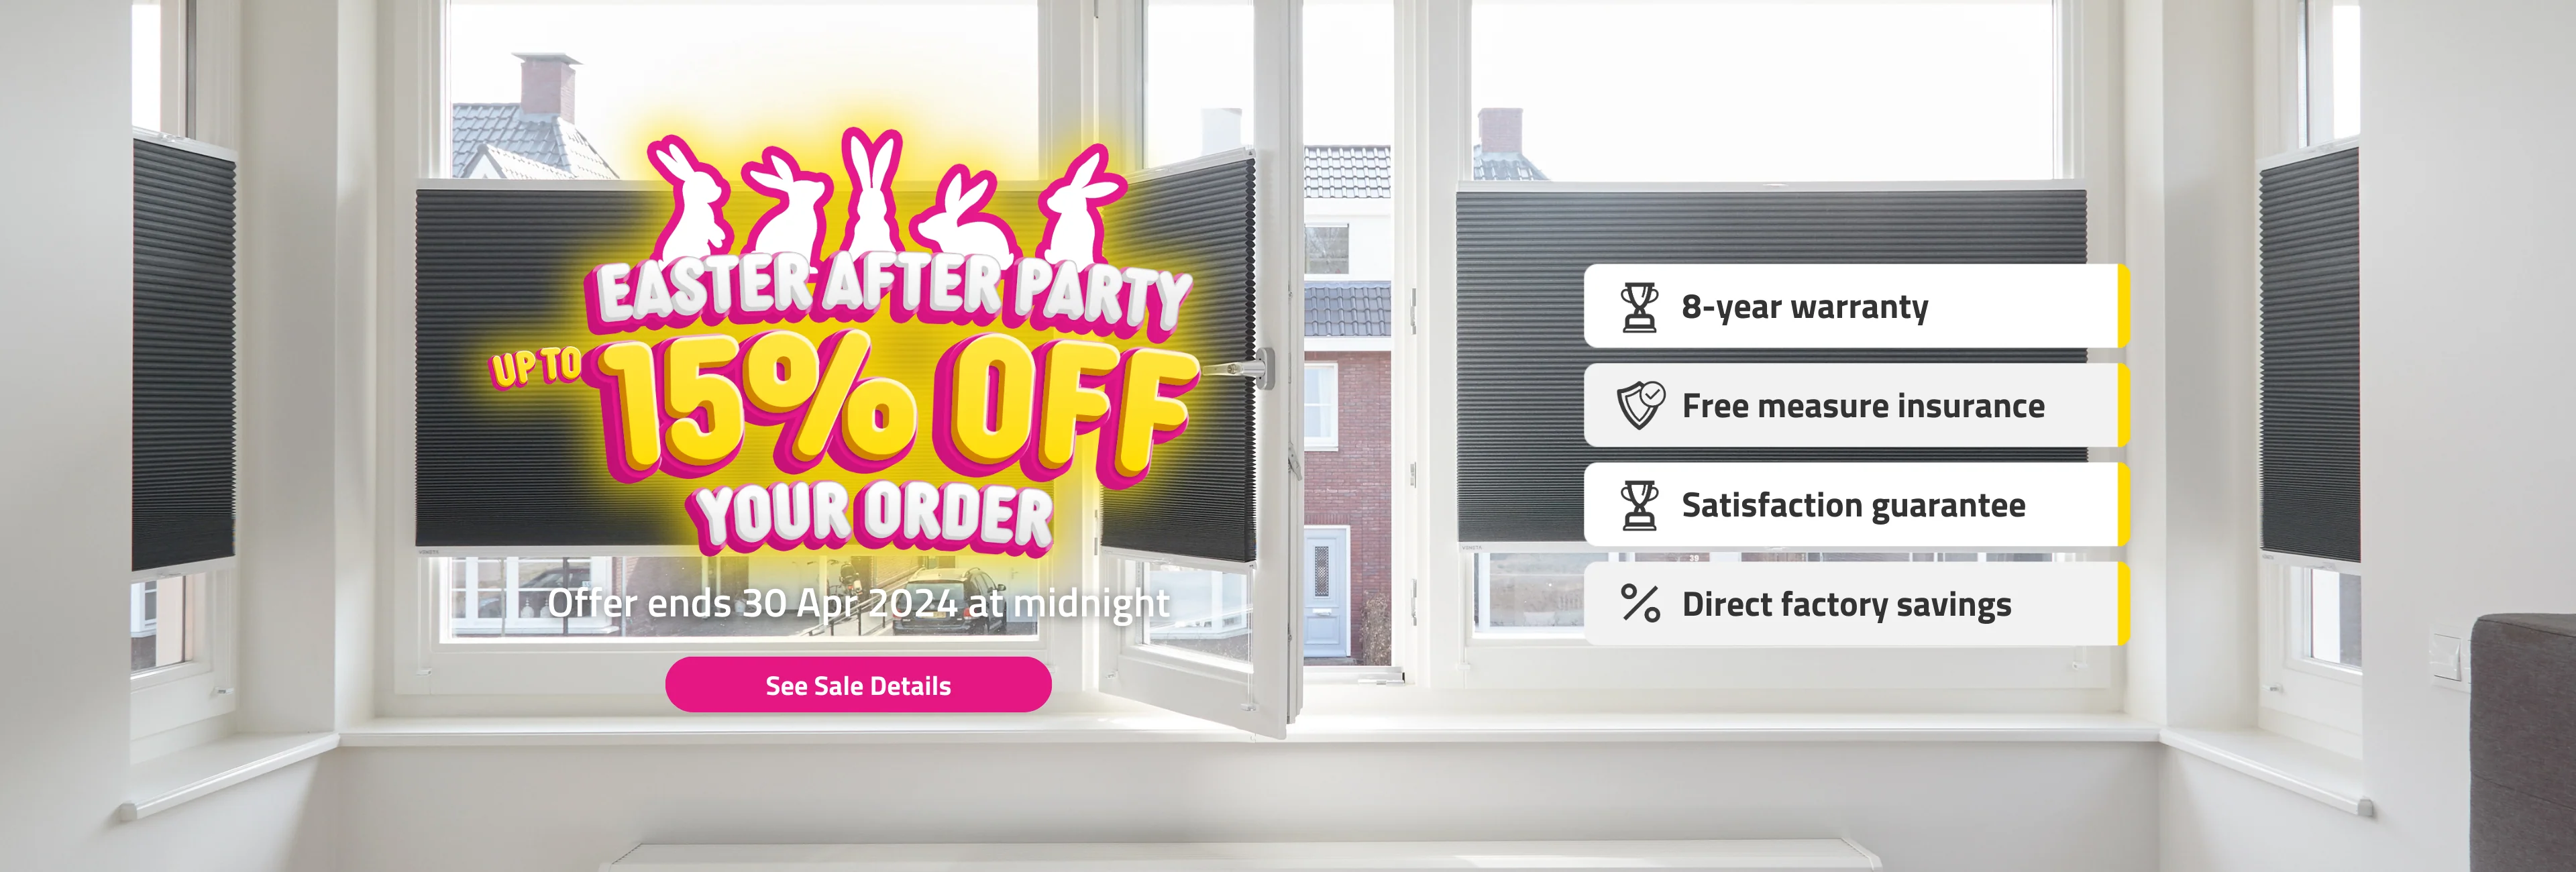 EASTER AFTER PARTY
UP TO 15% OFF
YOUR ORDER
Offer ends 30 Apr 2024 at midnight
See Sale Details
8-year warranty
Free measure insurance
Satisfaction guarantee
Direct factory savings